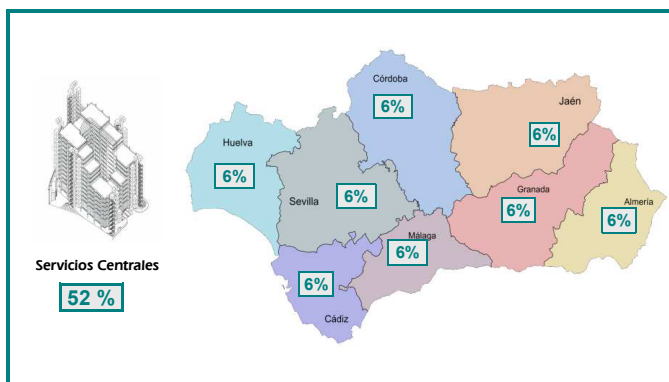 Córdoba
6%
Jaén
6%
Huelva
6%
Sevilla
6%
Granada
6%
Almería
6%
Málaga
6%
6%
Cádiz
Servicios Centrales
52 %